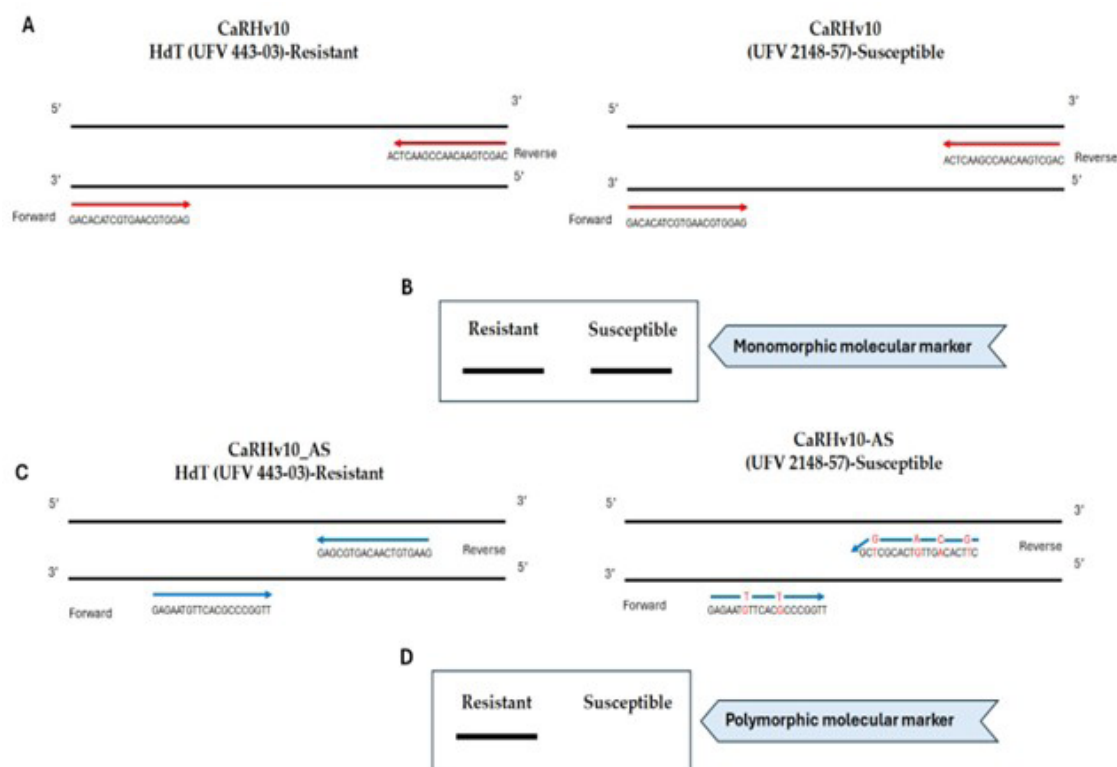 A
CaRHv10
HdT (UFV 443-03)-Resistant
5'
3'
ACTCAAGCCAACAAGTCGAC Reverse
3'
5'
Forward GACACATCGTGAACGTGGAG
CaRHv10
(UFV 2148-57)-Susceptible
5'
3'
ACTCAAGCCAACAAGTCGAC Reverse
3'
5'
Forward GACACATCGTGAACGTGGAG
B
Resistant Susceptible
Monomorphic molecular marker
C
CaRHv10_AS
HdT (UFV 443-03)-Resistant
5'
3'
GAGCGTGACAACTGTGAAG Reverse
3'
5'
Forward GAGAATGTTCACGCCCGGTT
CaRHv10-AS
(UFV 2148-57)-Susceptible
5'
3'
G A C G
GCTCGCACTGTTGACACTTC Reverse
3'
5'
T T
Forward GAGAATGTTCACGCCCGGTT
D
Resistant Susceptible
Polymorphic molecular marker